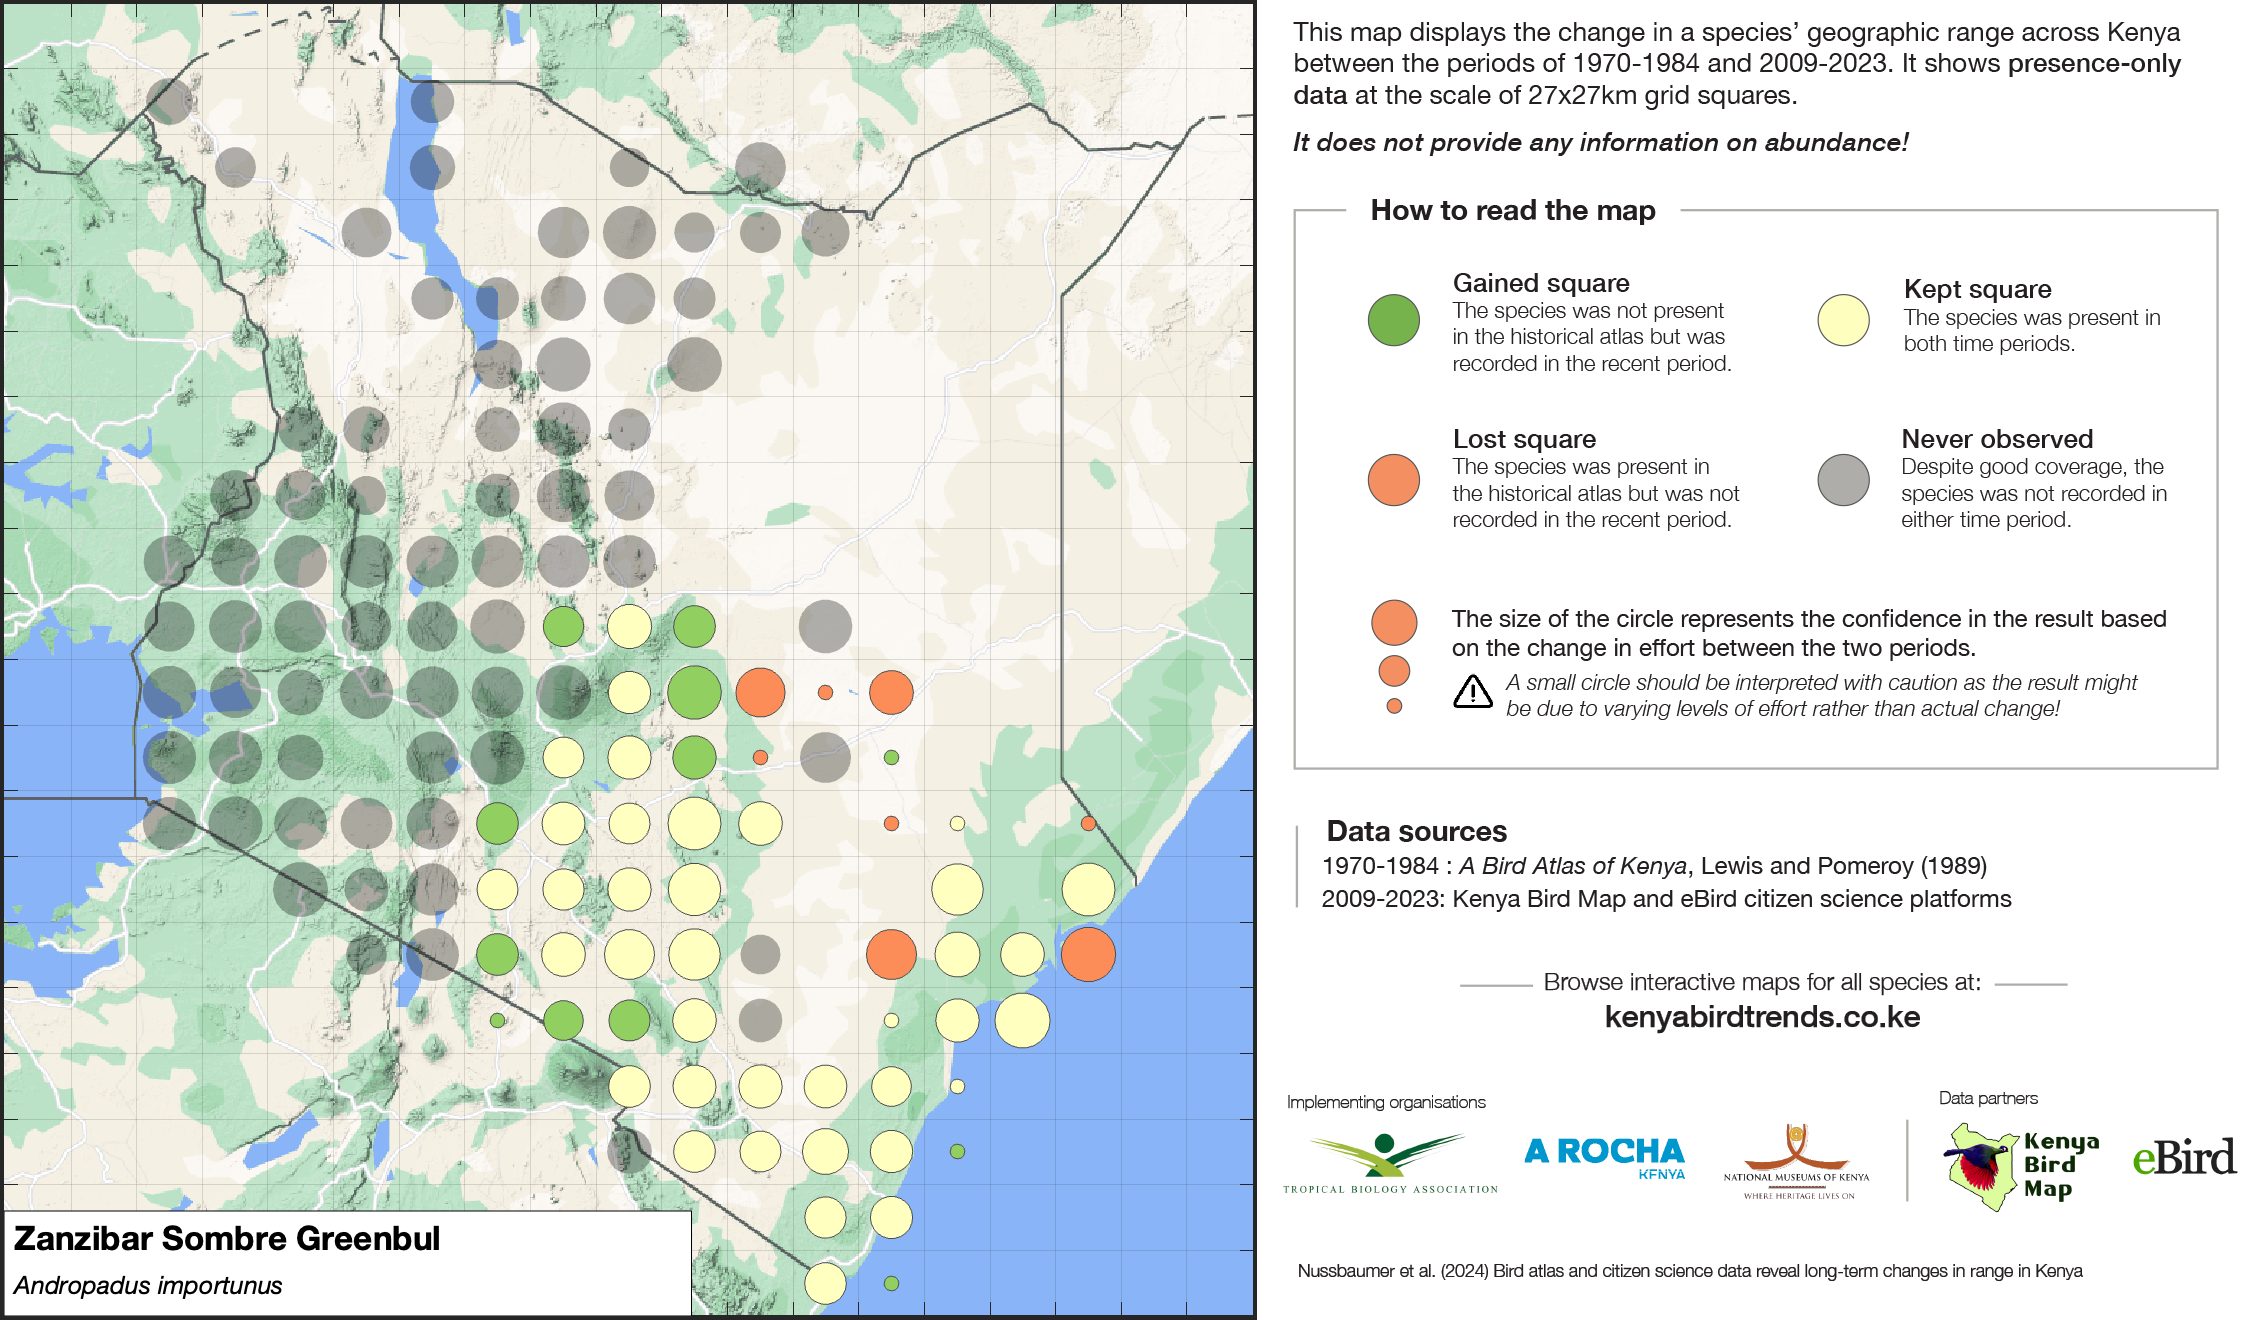 This map displays the change in a species’ geographic range across Kenya
between the periods of 1970-1984 and 2009-2023. It shows presence-only
data at the scale of 27x27km grid squares.
It does not provide any information on abundance!
How to read the map
Gained square
The species was not present
in the historical atlas but was
recorded in the recent period.
Kept square
The species was present in
both time periods.
Lost square
The species was present in
the historical atlas but was not
recorded in the recent period.
Never observed
Despite good coverage, the
species was not recorded in
either time period.
The size of the circle represents the confidence in the result based
on the change in effort between the two periods.
A small circle should be interpreted with caution as the result might
be due to varying levels of effort rather than actual change!
Data sources
1970-1984 : A Bird Atlas of Kenya, Lewis and Pomeroy (1989)
2009-2023: Kenya Bird Map and eBird citizen science platforms
Browse interactive maps for all species at:
kenyabirdtrends.co.ke
Implementing organisations
Data partners
TROPICAL BIOLOGY ASSOCIATION
A ROCHA
KENYA
NATIONAL MUSEUMS OF KENYA
WHERE HERITAGE LIVES ON
Kenya
Bird
Map
eBird
Zanzibar Sombre Greenbul
Andropadus importunus
Nussbaumer et al. (2024) Bird atlas and citizen science data reveal long-term changes in range in Kenya